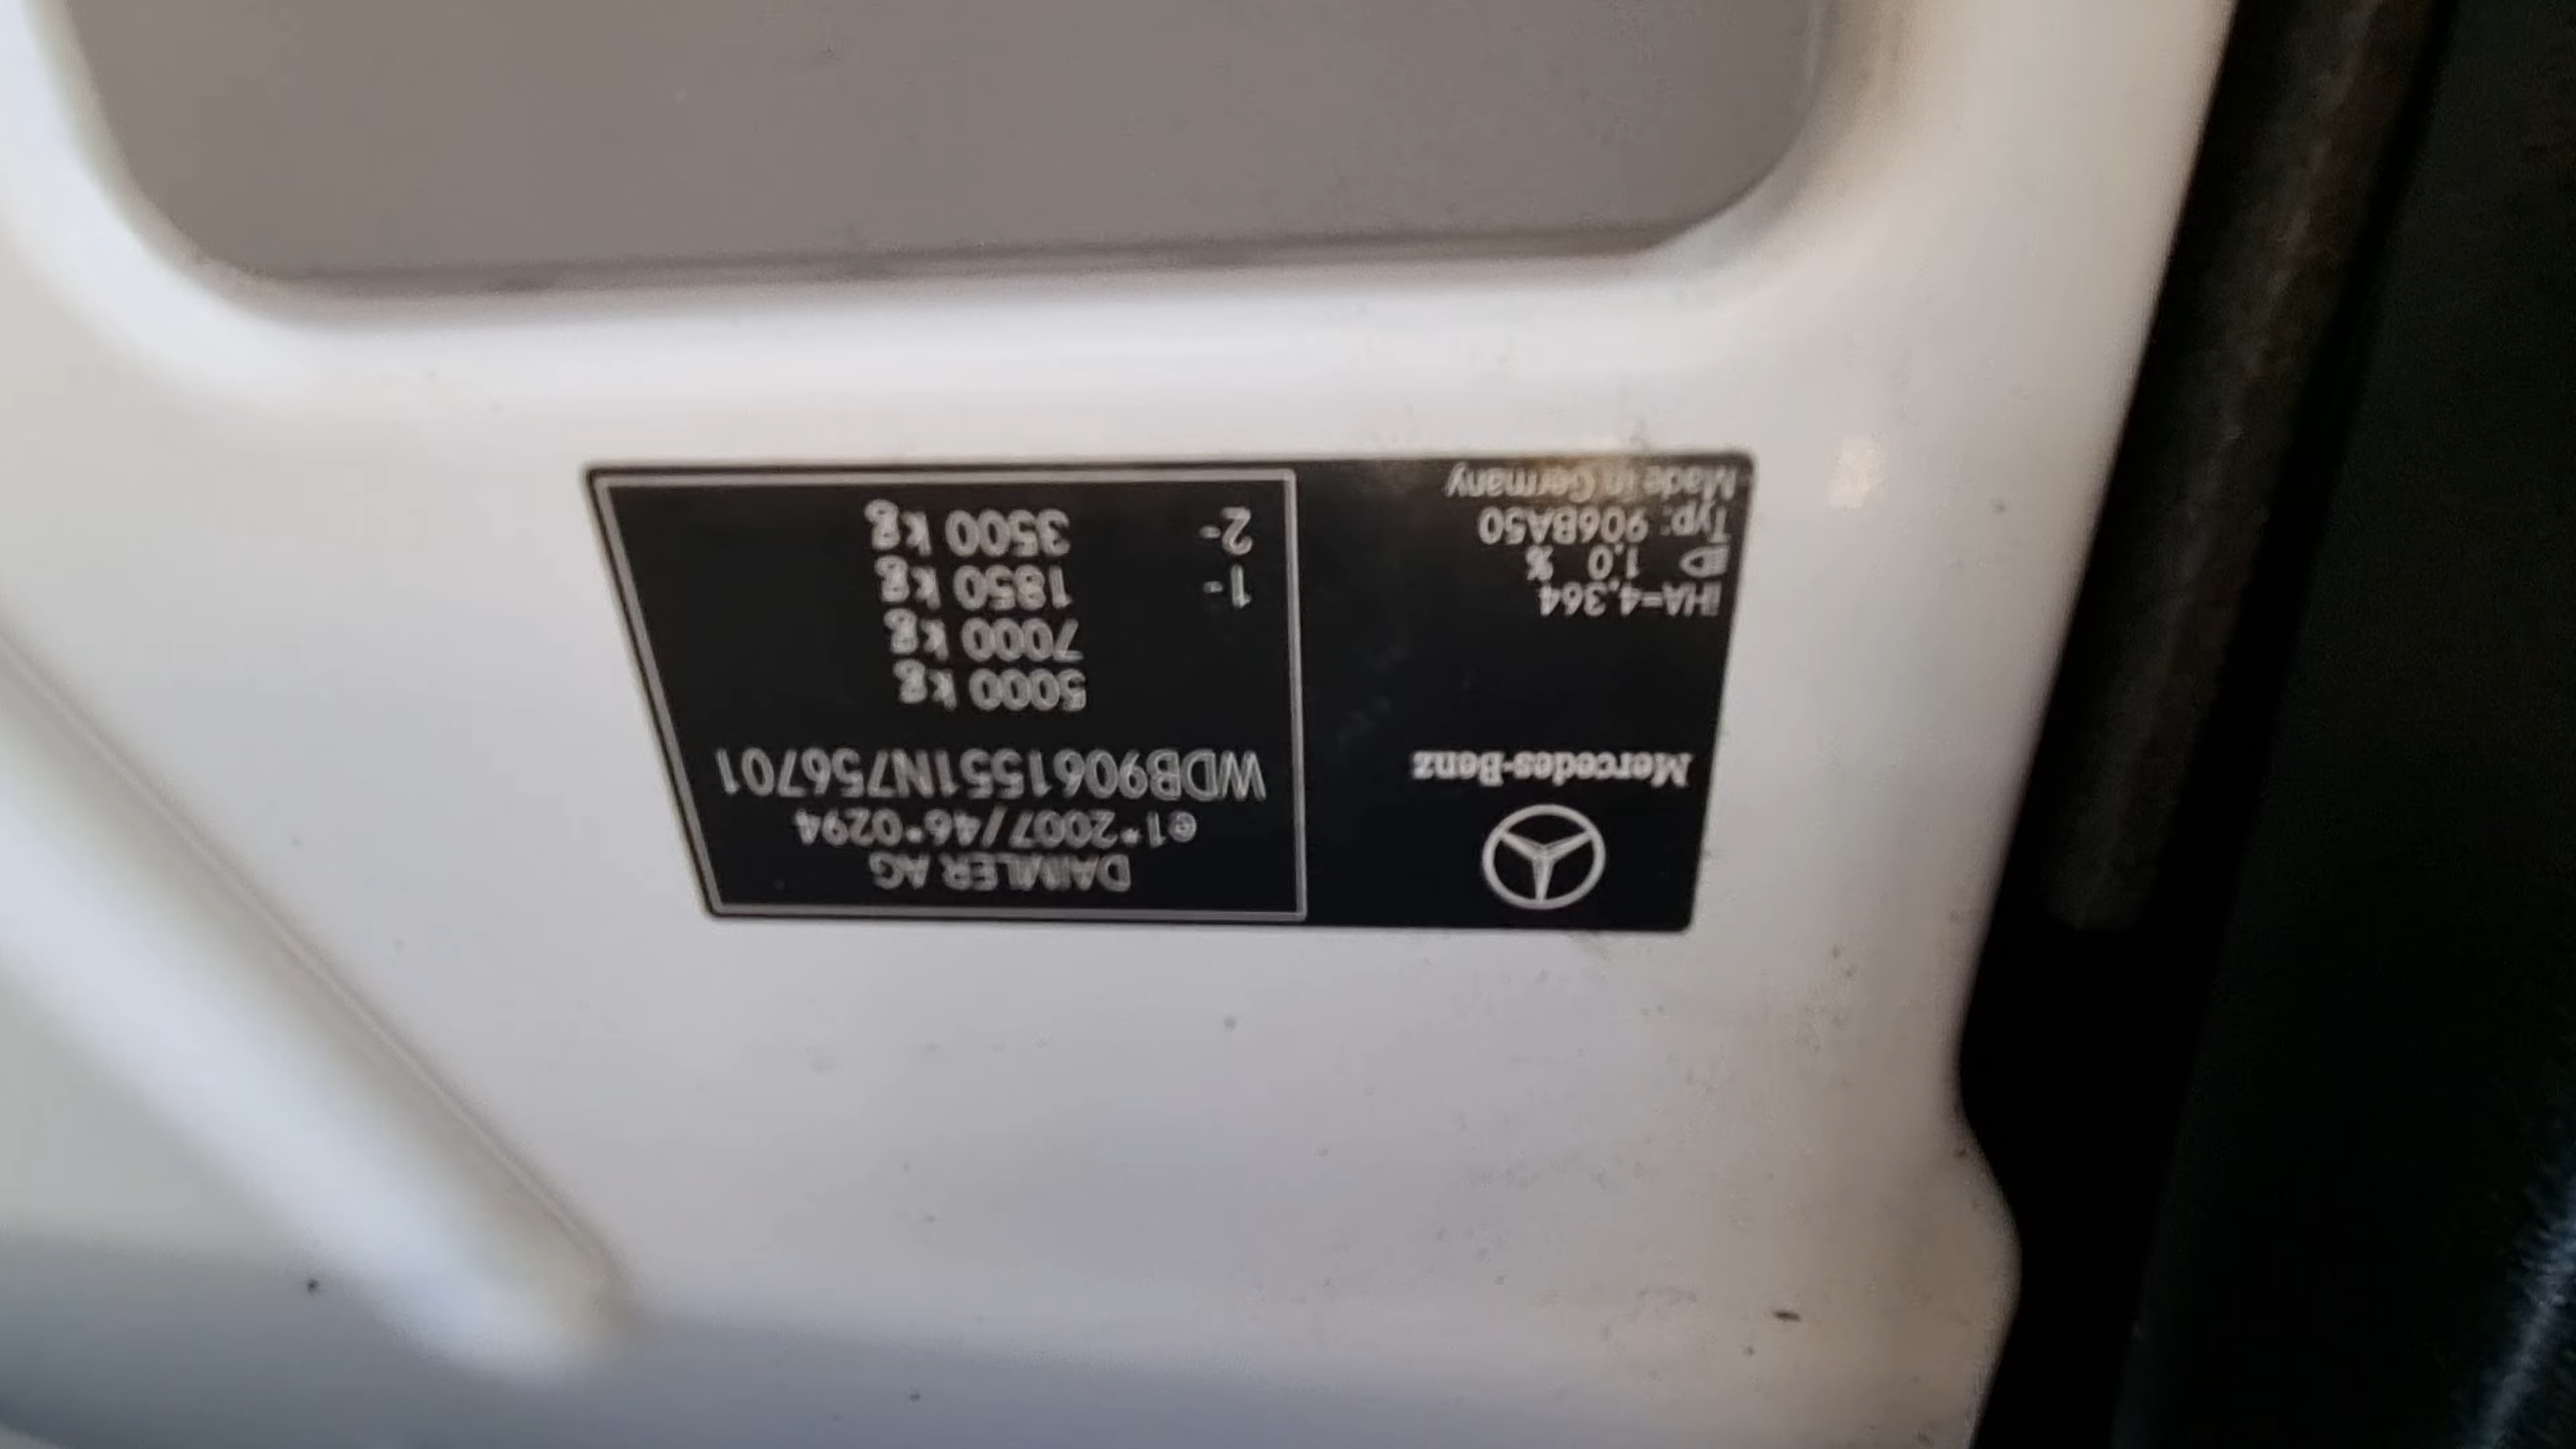 Mercedes-Benz
iHA=4,364
1,0 %
Typ: 906BA50
Made in Germany
DAIMLER AG
e1*2007/46*0294
WDB9061551N756701
5000 kg
7000 kg
1- 1850 kg
2- 3500 kg